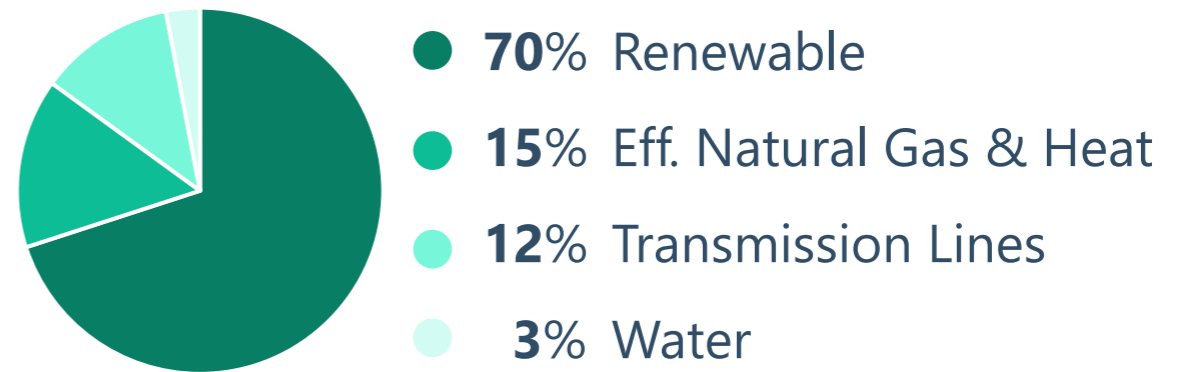 70% Renewable
15% Eff. Natural Gas & Heat
12% Transmission Lines
3% Water